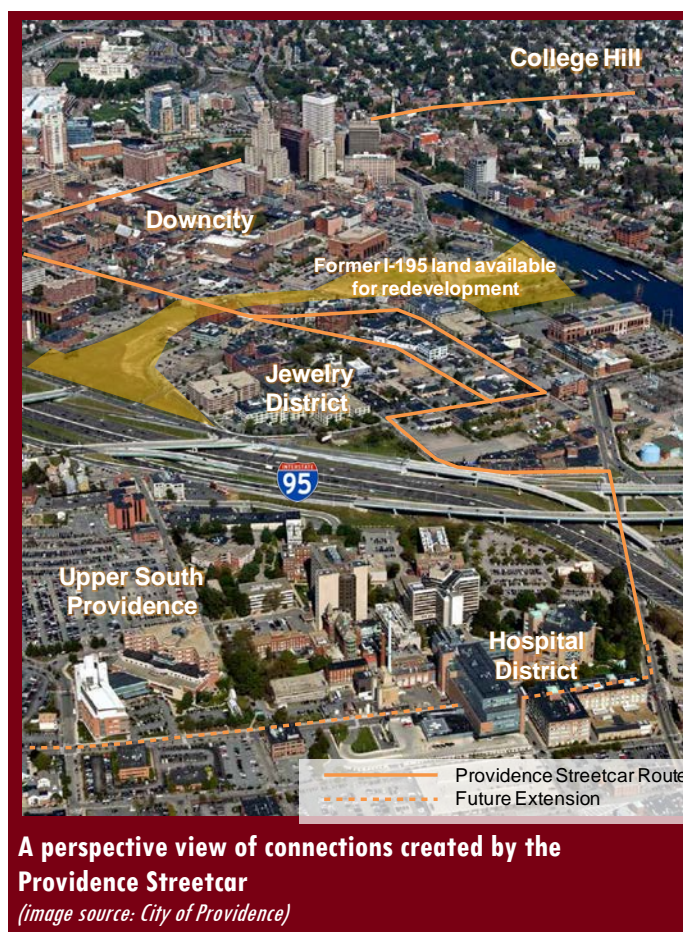 College Hill
Downcity
Former I-195 land available
for redevelopment
Jewelry
District
INTERSTATE
95
Upper South
Providence
Hospital
District
Providence Streetcar Route
Future Extension
A perspective view of connections created by the
Providence Streetcar
(image source: City of Providence)